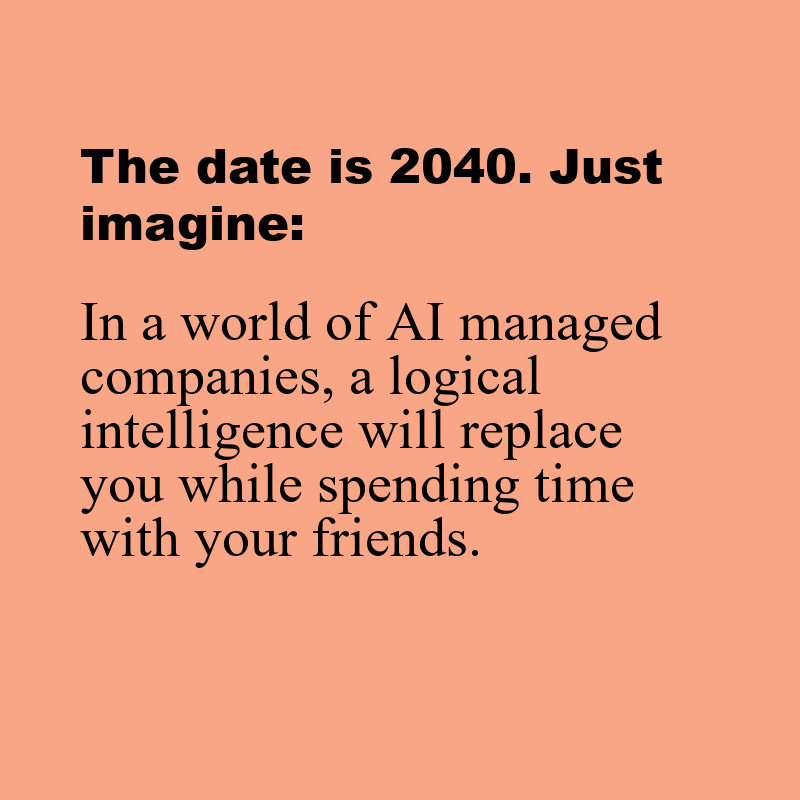 The date is 2040. Just
imagine:
In a world of AI managed
companies, a logical
intelligence will replace
you while spending time
with your friends.